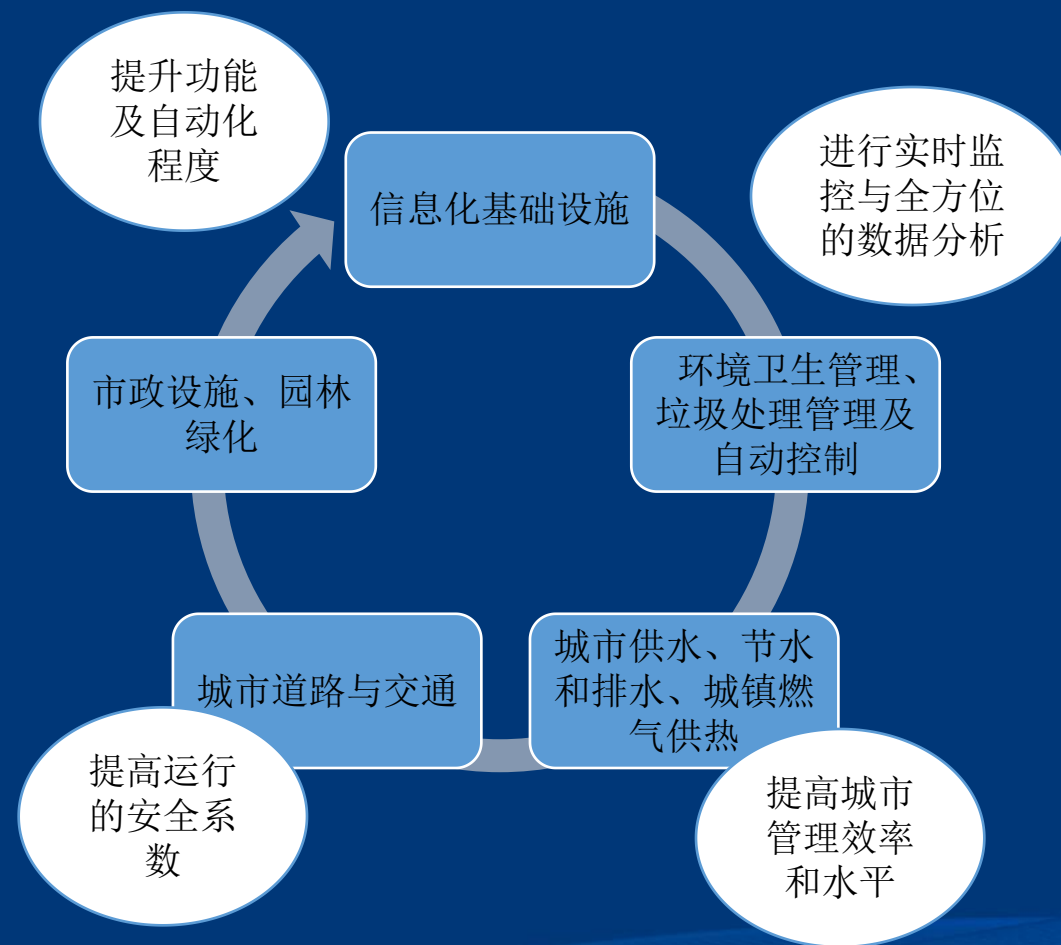 提升功能
及自动化
程度
信息化基础设施
进行实时监
控与全方位
的数据分析
市政设施、园林
绿化
环境卫生管理、
垃圾处理管理及
自动控制
城市道路与交通
城市供水、节水
和排水、城镇燃
气供热
提高运行
的安全系
数
提高城市
管理效率
和水平